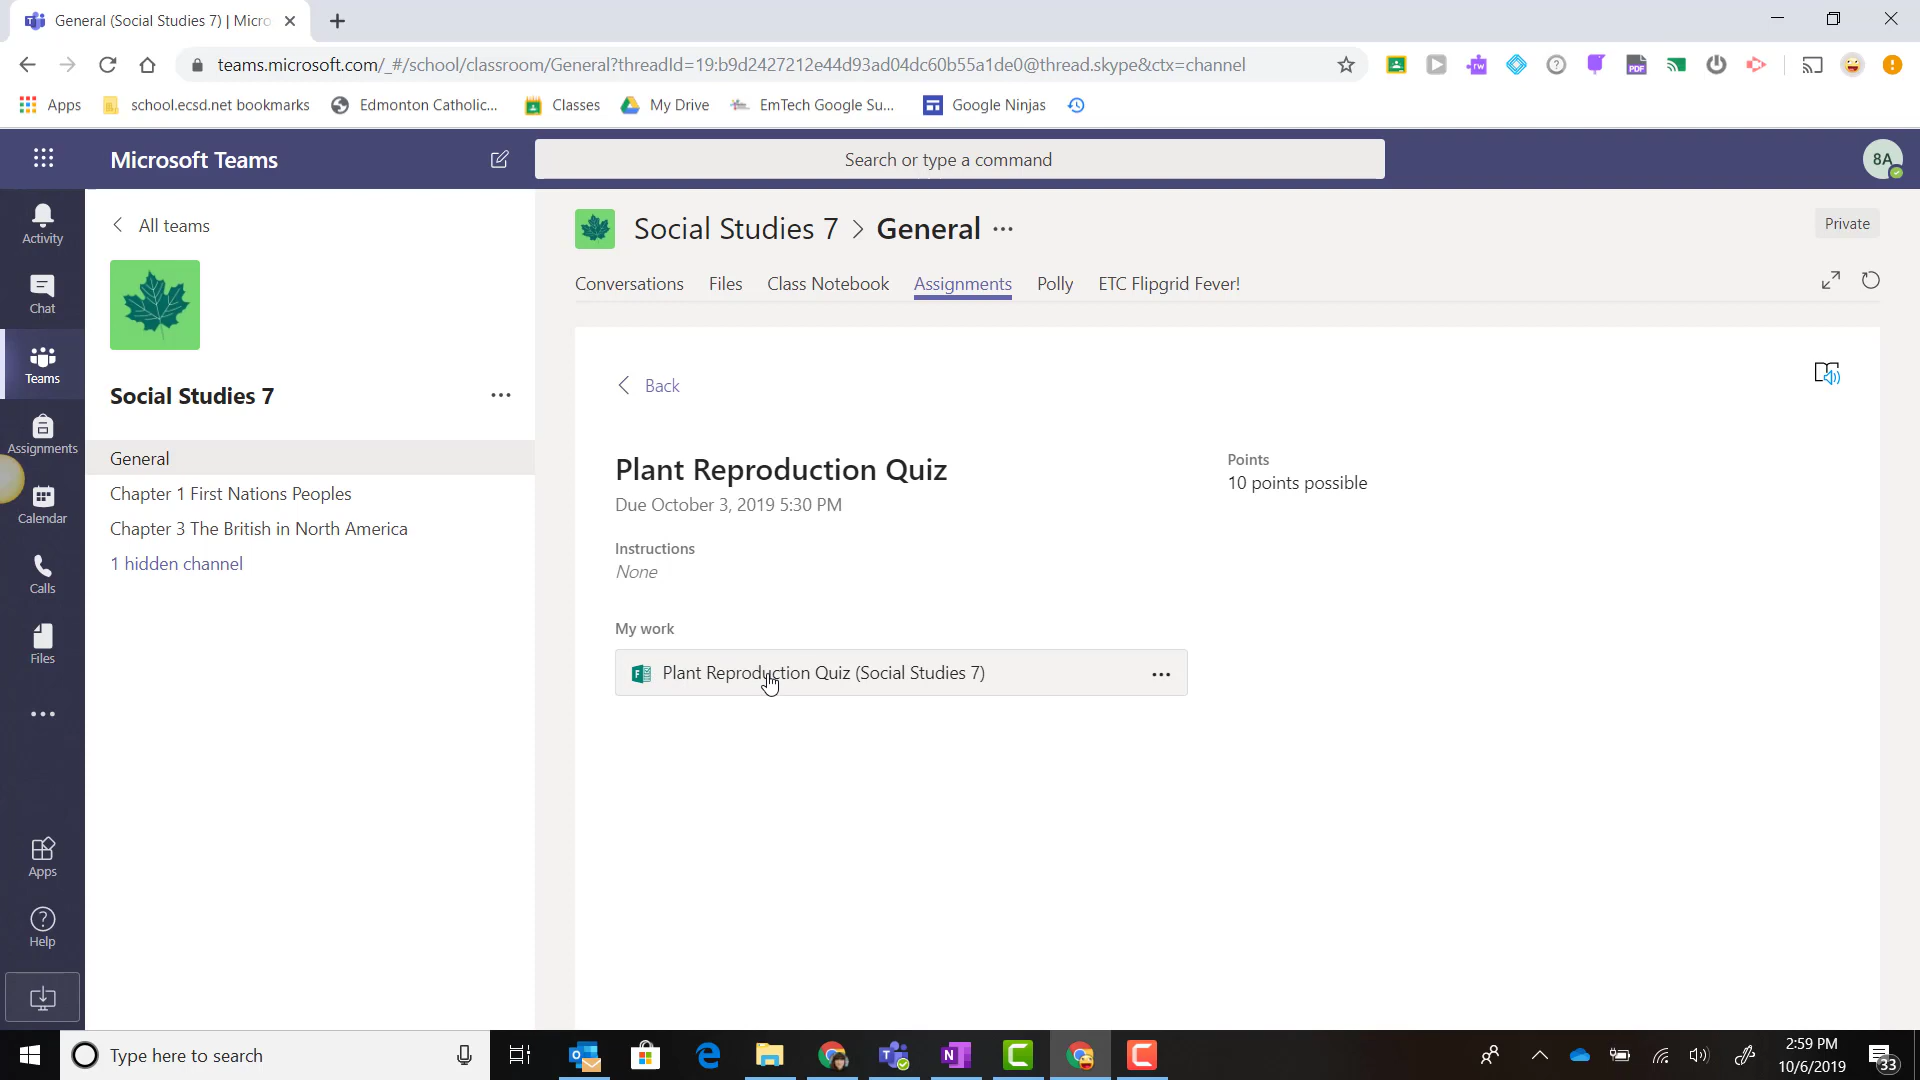 General (Social Studies 7) | Micro
teams.microsoft.com/_#/school/classroom/General?threadId=19:b9d2427212e44d93ad04dc60b55a1de0@thread.skype&ctx=channel
rw
PDF
Apps
school.ecsd.net bookmarks
Edmonton Catholic...
Classes
My Drive
EmTech Google Su...
Google Ninjas
Microsoft Teams
Search or type a command
8A
Activity
Chat
Teams
Assignments
Calendar
Calls
Files
Apps
Help
All teams
Social Studies 7
General
Chapter 1 First Nations Peoples
Chapter 3 The British in North America
1 hidden channel
Social Studies 7 > General
Private
Conversations
Files
Class Notebook
Assignments
Polly
ETC Flipgrid Fever!
Back
Plant Reproduction Quiz
Due October 3, 2019 5:30 PM
Points
10 points possible
Instructions
None
My work
Plant Reproduction Quiz (Social Studies 7)
Type here to search
2:59 PM
10/6/2019
33